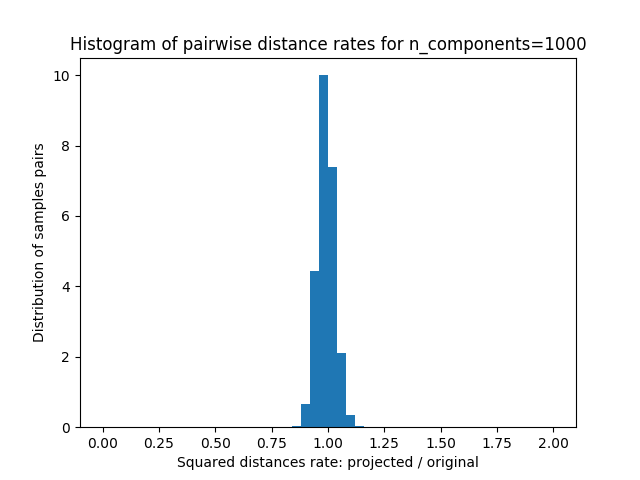 Histogram of pairwise distance rates for n_components=1000
Distribution of samples pairs
10
8
6
4
2
0
0.00 0.25 0.50 0.75 1.00 1.25 1.50 1.75 2.00
Squared distances rate: projected / original